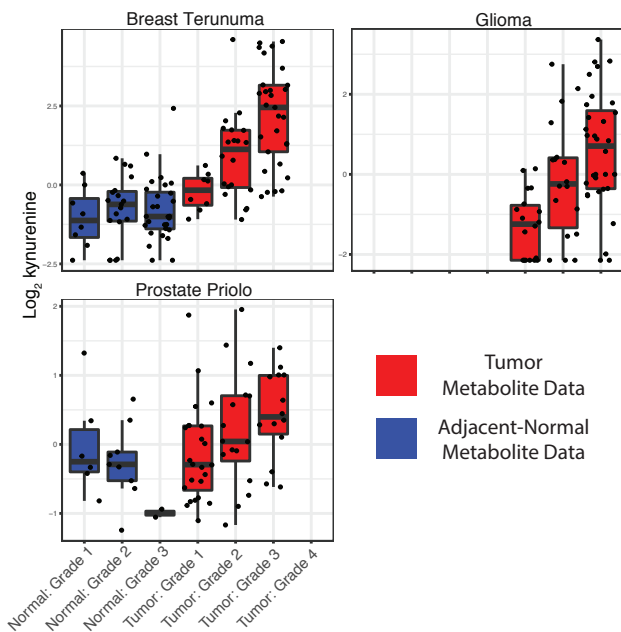 Breast Terunuma
Glioma
2.5
0.0
−2.5
2
0
−2
Log2 kynurenine
Prostate Priolo
2
1
0
−1
Tumor
Metabolite Data
Adjacent-Normal
Metabolite Data
Normal: Grade 1
Normal: Grade 2
Normal: Grade 3
Tumor: Grade 1
Tumor: Grade 2
Tumor: Grade 3
Tumor: Grade 4